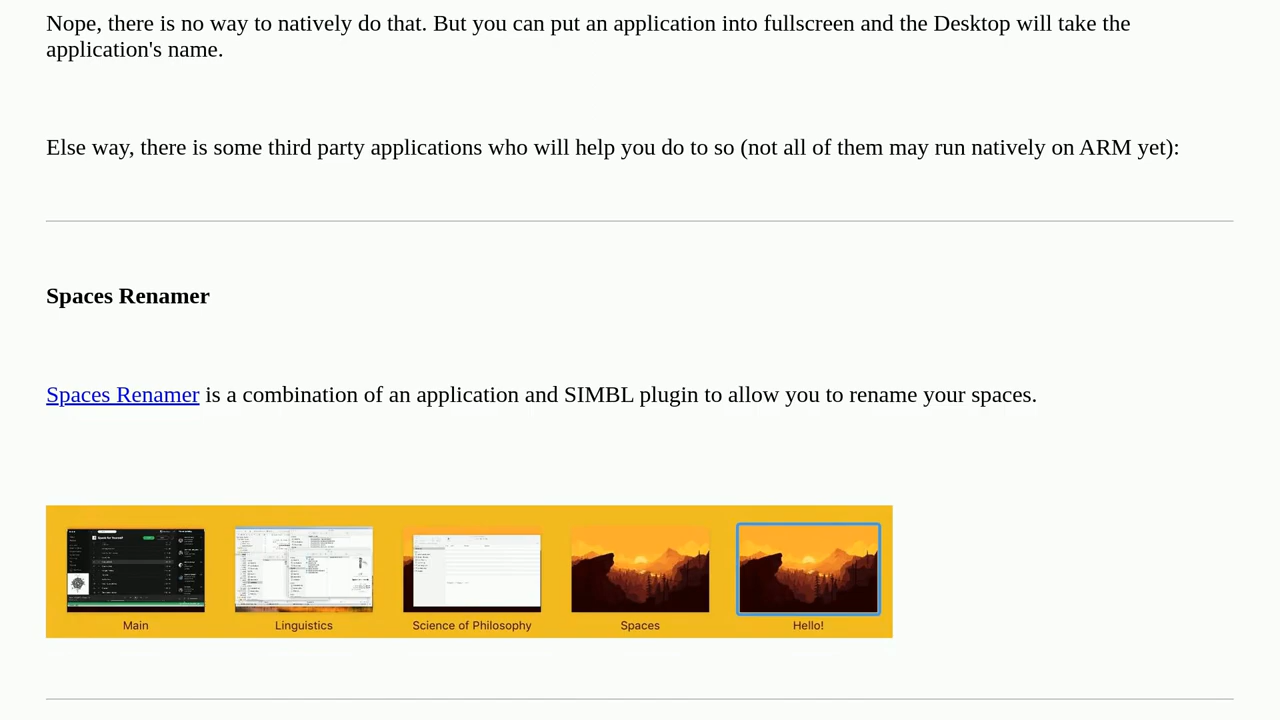 Nope, there is no way to natively do that. But you can put an application into fullscreen and the Desktop will take the
application's name.
Else way, there is some third party applications who will help you do to so (not all of them may run natively on ARM yet):
Spaces Renamer
Spaces Renamer is a combination of an application and SIMBL plugin to allow you to rename your spaces.
Main
Linguistics
Science of Philosophy
Spaces
Hello!